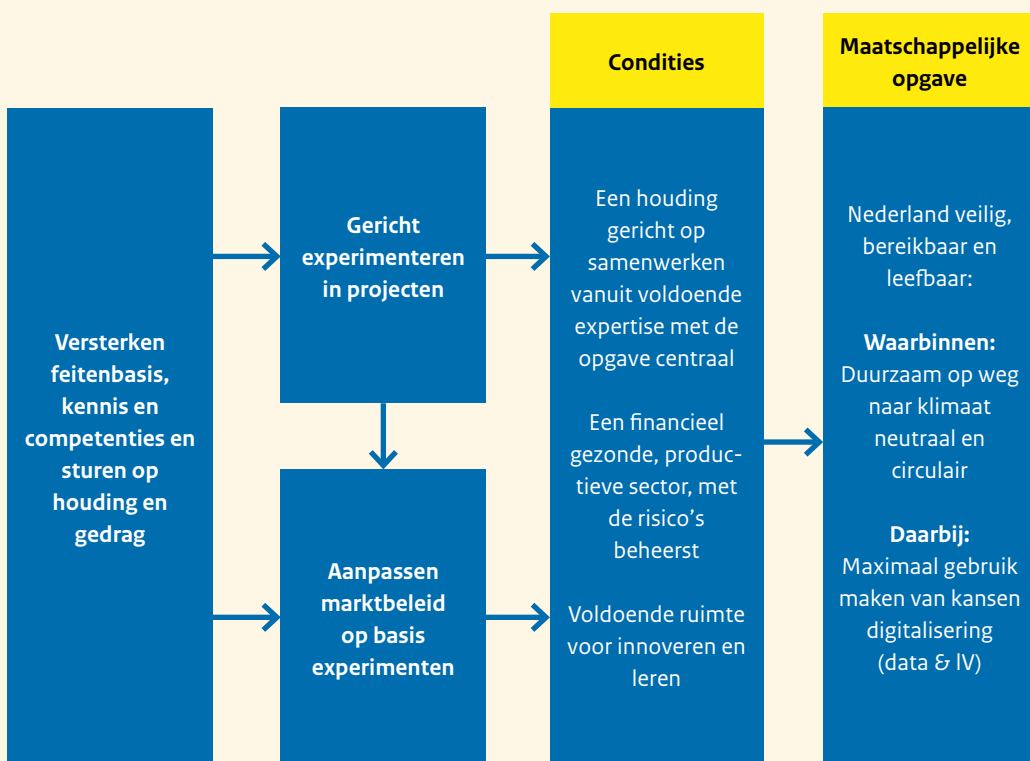 Versterken
feitenbasis,
kennis en
competenties en
sturen op
houding en
gedrag
Gericht
experimenteren
in projecten
Aanpassen
marktbeleid
op basis
experimenten
Condities
Een houding
gericht op
samenwerken
vanuit voldoende
expertise met de
opgave centraal
Een financieel
gezonde, produc-
tieve sector, met
de risico’s
beheerst
Voldoende ruimte
voor innoveren en
leren
Maatschappelijke
opgave
Nederland veilig,
bereikbaar en
leefbaar:
Waarbinnen:
Duurzaam op weg
naar klimaat
neutraal en
circulair
Daarbij:
Maximaal gebruik
maken van kansen
digitalisering
(data & IV)